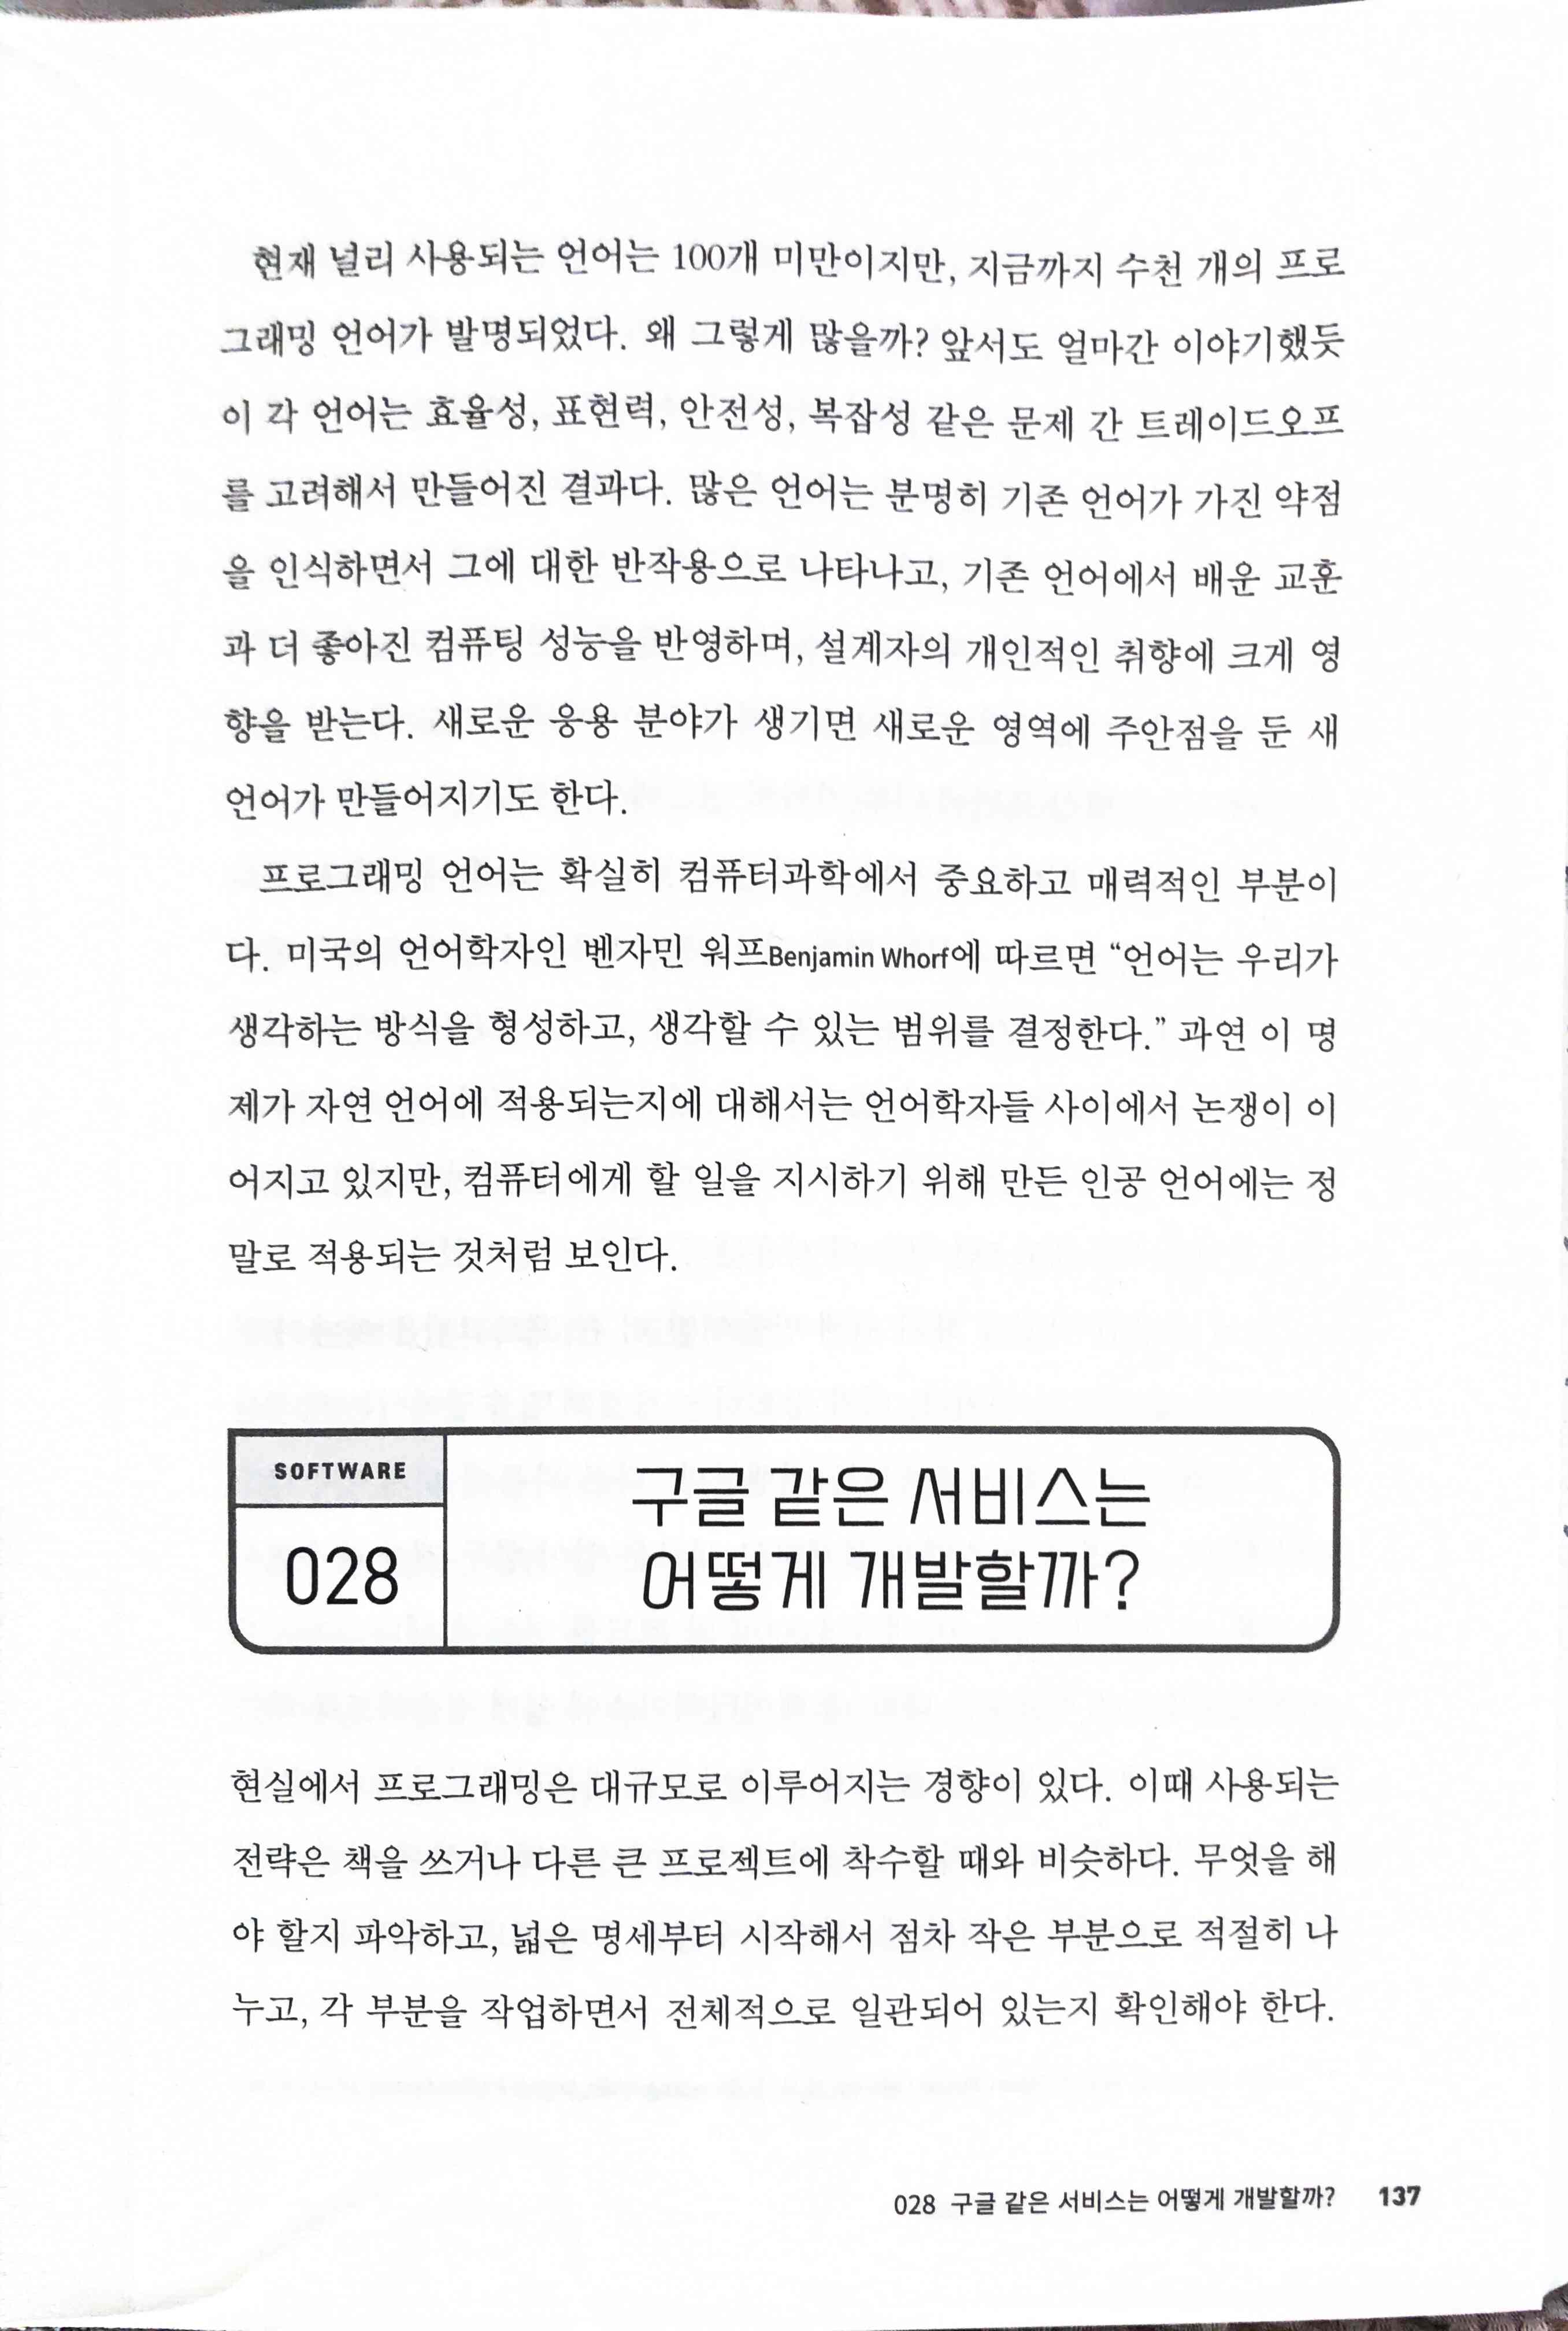 현재 널리 사용되는 언어는 100개 미만이지만, 지금까지 수천 개의 프로
그래밍 언어가 발명되었다. 왜 그렇게 많을까? 앞서도 얼마간 이야기했듯
이 각 언어는 효율성, 표현력, 안전성, 복잡성 같은 문제 간 트레이드오프
를 고려해서 만들어진 결과다. 많은 언어는 분명히 기존 언어가 가진 약점
을 인식하면서 그에 대한 반작용으로 나타나고, 기존 언어에서 배운 교훈
과 더 좋아진 컴퓨팅 성능을 반영하며, 설계자의 개인적인 취향에 크게 영
향을 받는다. 새로운 응용 분야가 생기면 새로운 영역에 주안점을 둔 새
언어가 만들어지기도 한다.
프로그래밍 언어는 확실히 컴퓨터과학에서 중요하고 매력적인 부분이
다. 미국의 언어학자인 벤자민 워프Benjamin Whorf에 따르면 “언어는 우리가
생각하는 방식을 형성하고, 생각할 수 있는 범위를 결정한다.” 과연 이 명
제가 자연 언어에 적용되는지에 대해서는 언어학자들 사이에서 논쟁이 이
어지고 있지만, 컴퓨터에게 할 일을 지시하기 위해 만든 인공 언어에는 정
말로 적용되는 것처럼 보인다.
SOFTWARE
028
구글 같은 서비스는
어떻게 개발할까?
현실에서 프로그래밍은 대규모로 이루어지는 경향이 있다. 이때 사용되는
전략은 책을 쓰거나 다른 큰 프로젝트에 착수할 때와 비슷하다. 무엇을 해
야 할지 파악하고, 넓은 명세부터 시작해서 점차 작은 부분으로 적절히 나
누고, 각 부분을 작업하면서 전체적으로 일관되어 있는지 확인해야 한다.
028 구글 같은 서비스는 어떻게 개발할까? 137